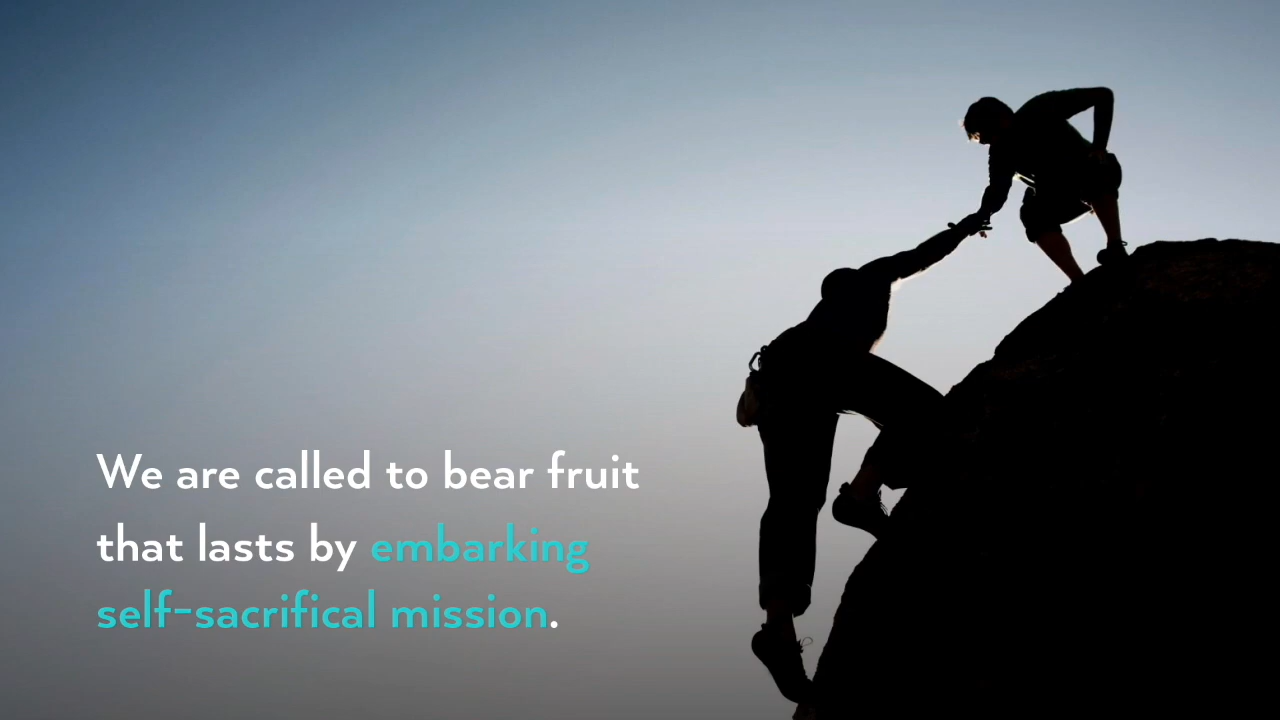 We are called to bear fruit
that lasts by embarking
self-sacrifical mission.